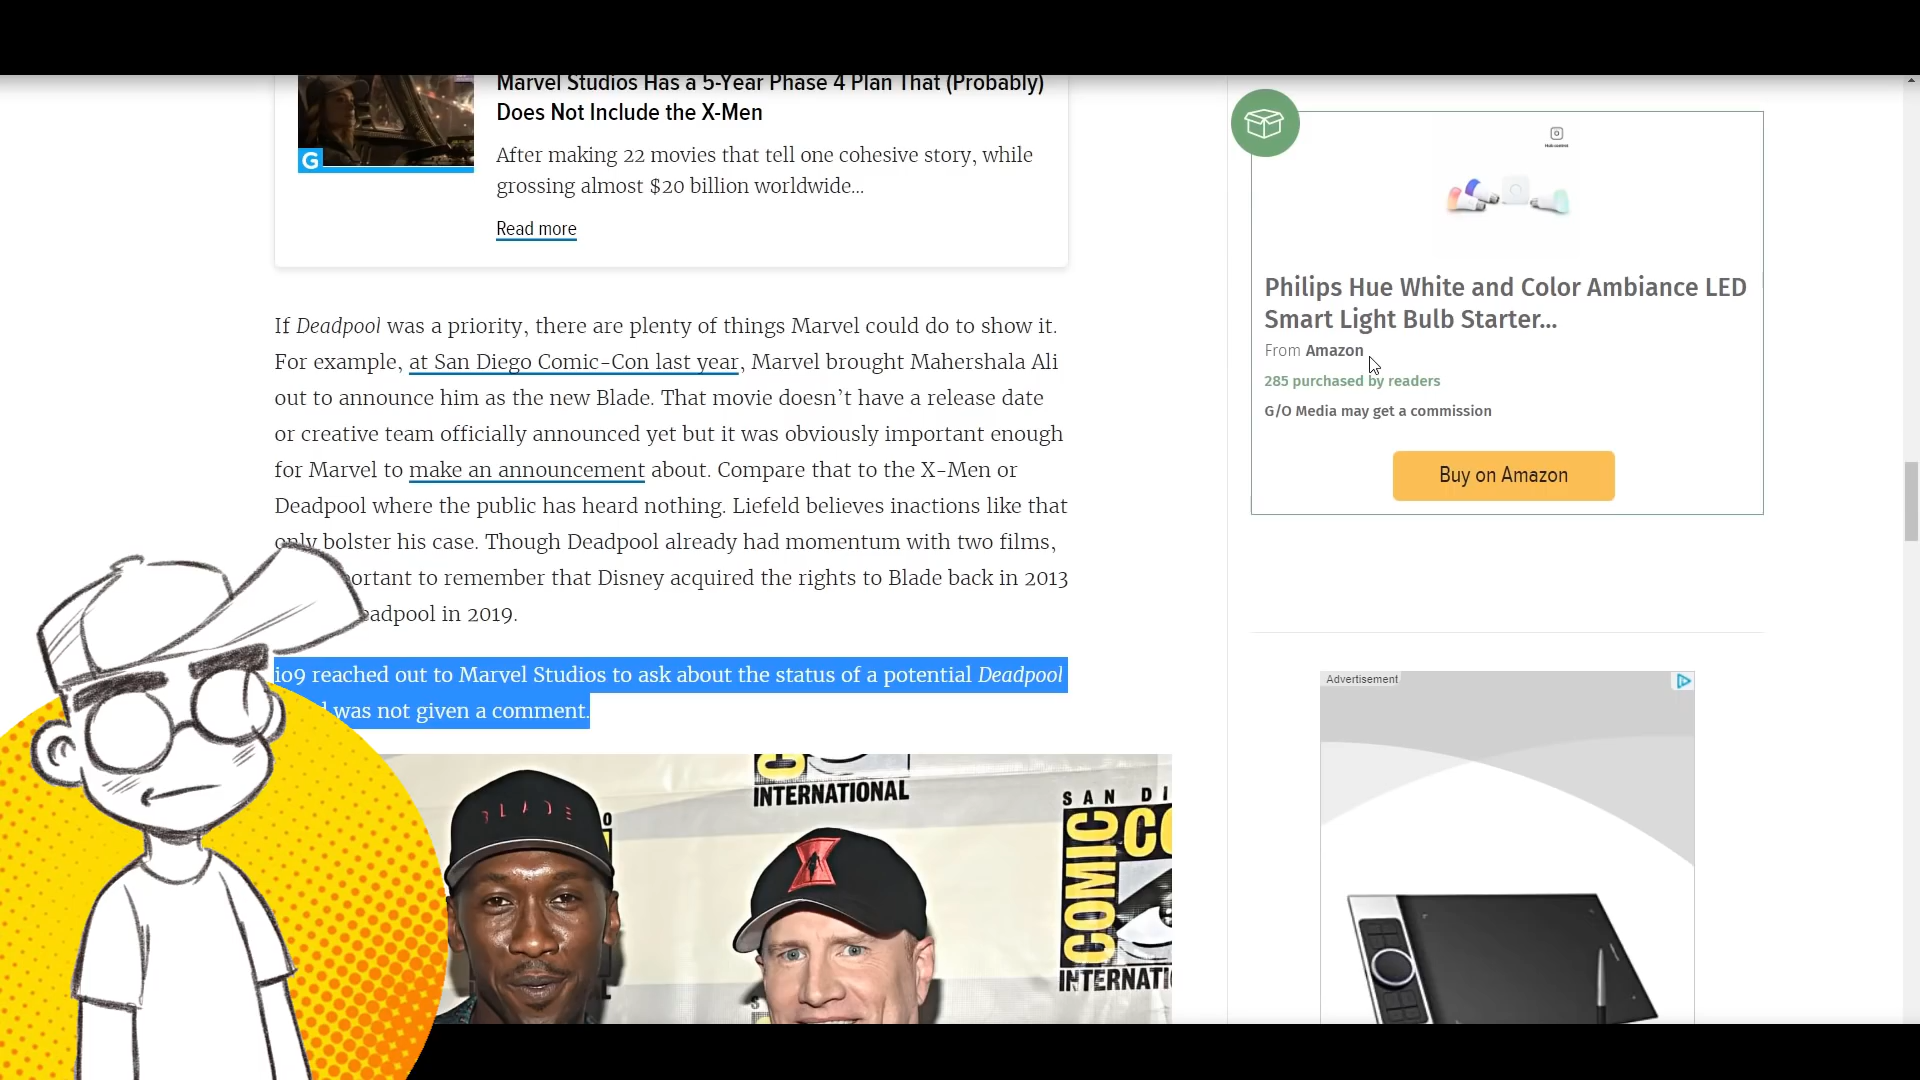 Marvel Studios Has a 5-Year Phase 4 Plan That (Probably)
Does Not Include the X-Men
After making 22 movies that tell one cohesive story, while
grossing almost $20 billion worldwide...
G
Read more
If Deadpool was a priority, there are plenty of things Marvel could do to show it.
For example, at San Diego Comic-Con last year, Marvel brought Mahershala Ali
out to announce him as the new Blade. That movie doesn’t have a release date
or creative team officially announced yet but it was obviously important enough
for Marvel to make an announcement about. Compare that to the X-Men or
Deadpool where the public has heard nothing. Liefeld believes inactions like that
only bolster his case. Though Deadpool already had momentum with two films,
ortant to remember that Disney acquired the rights to Blade back in 2013
eadpool in 2019.
io9 reached out to Marvel Studios to ask about the status of a potential Deadpool
was not given a comment.
BLADE
INTERNATIONAL
SAN DI
COMIC
CO
INTERNATI
Philips Hue White and Color Ambiance LED
Smart Light Bulb Starter...
From Amazon
285 purchased by readers
G/O Media may get a commission
Buy on Amazon
Advertisement